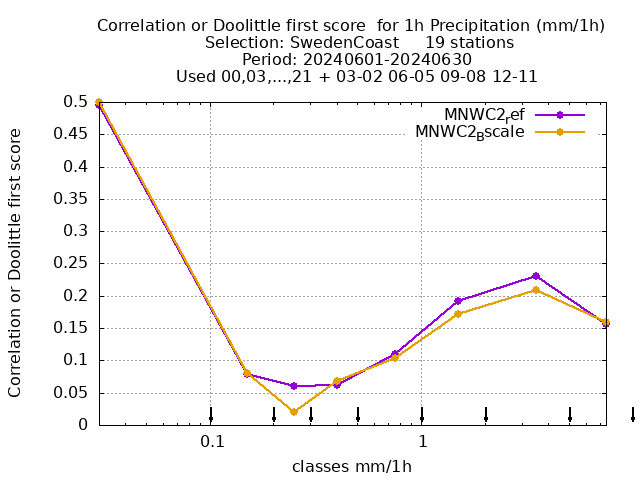 Correlation or Doolittle first score  for 1h Precipitation (mm/1h)
Selection: SwedenCoast     19 stations
Period: 20240601-20240630
Used 00,03,...,21 + 03-02 06-05 09-08 12-11
MNWC2ref
MNWC2Bscale
0.5
0.45
0.4
0.35
0.3
0.25
0.2
0.15
0.1
0.05
0
Correlation or Doolittle first score
0.1
1
classes mm/1h